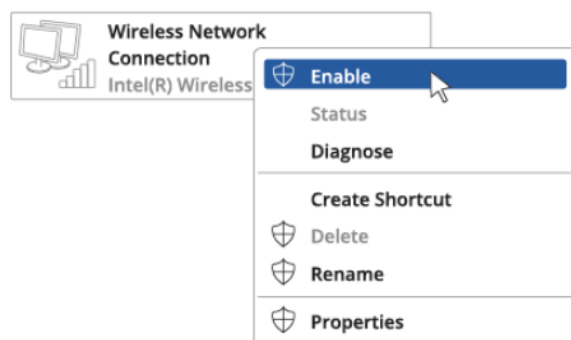 Wireless Network
Connection
Intel(R) Wireless
Enable
Status
Diagnose
Create Shortcut
Delete
Rename
Properties